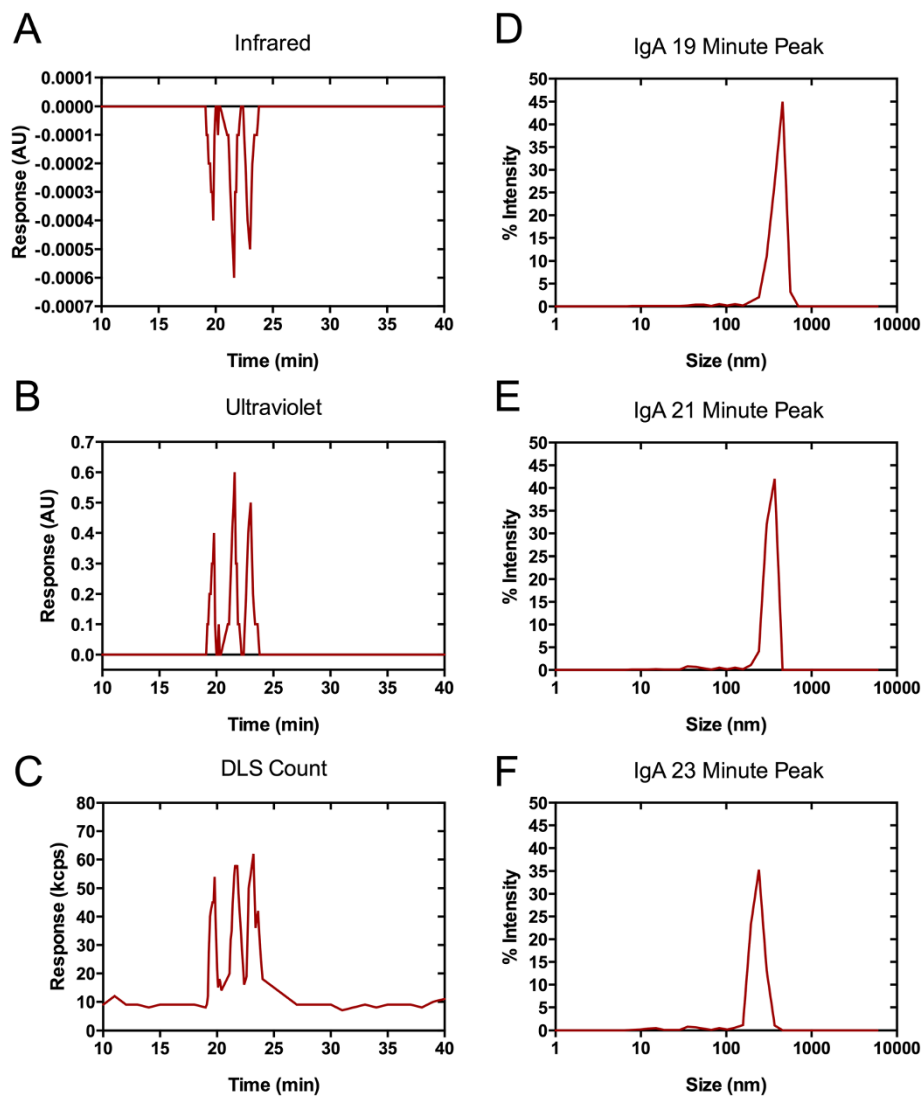 A
Infrared
Response (AU)
0.0001
0.0000
-0.0001
-0.0002
-0.0003
-0.0004
-0.0005
-0.0006
-0.0007
10 15 20 25 30 35 40
Time (min)
B
Ultraviolet
Response (AU)
0.7
0.6
0.5
0.4
0.3
0.2
0.1
0.0
10 15 20 25 30 35 40
Time (min)
C
DLS Count
Response (kcps)
80
70
60
50
40
30
20
10
0
10 15 20 25 30 35 40
Time (min)
D
IgA 19 Minute Peak
% Intensity
50
45
40
35
30
25
20
15
10
5
0
1 10 100 1000 10000
Size (nm)
E
IgA 21 Minute Peak
% Intensity
50
45
40
35
30
25
20
15
10
5
0
1 10 100 1000 10000
Size (nm)
F
IgA 23 Minute Peak
% Intensity
50
45
40
35
30
25
20
15
10
5
0
1 10 100 1000 10000
Size (nm)